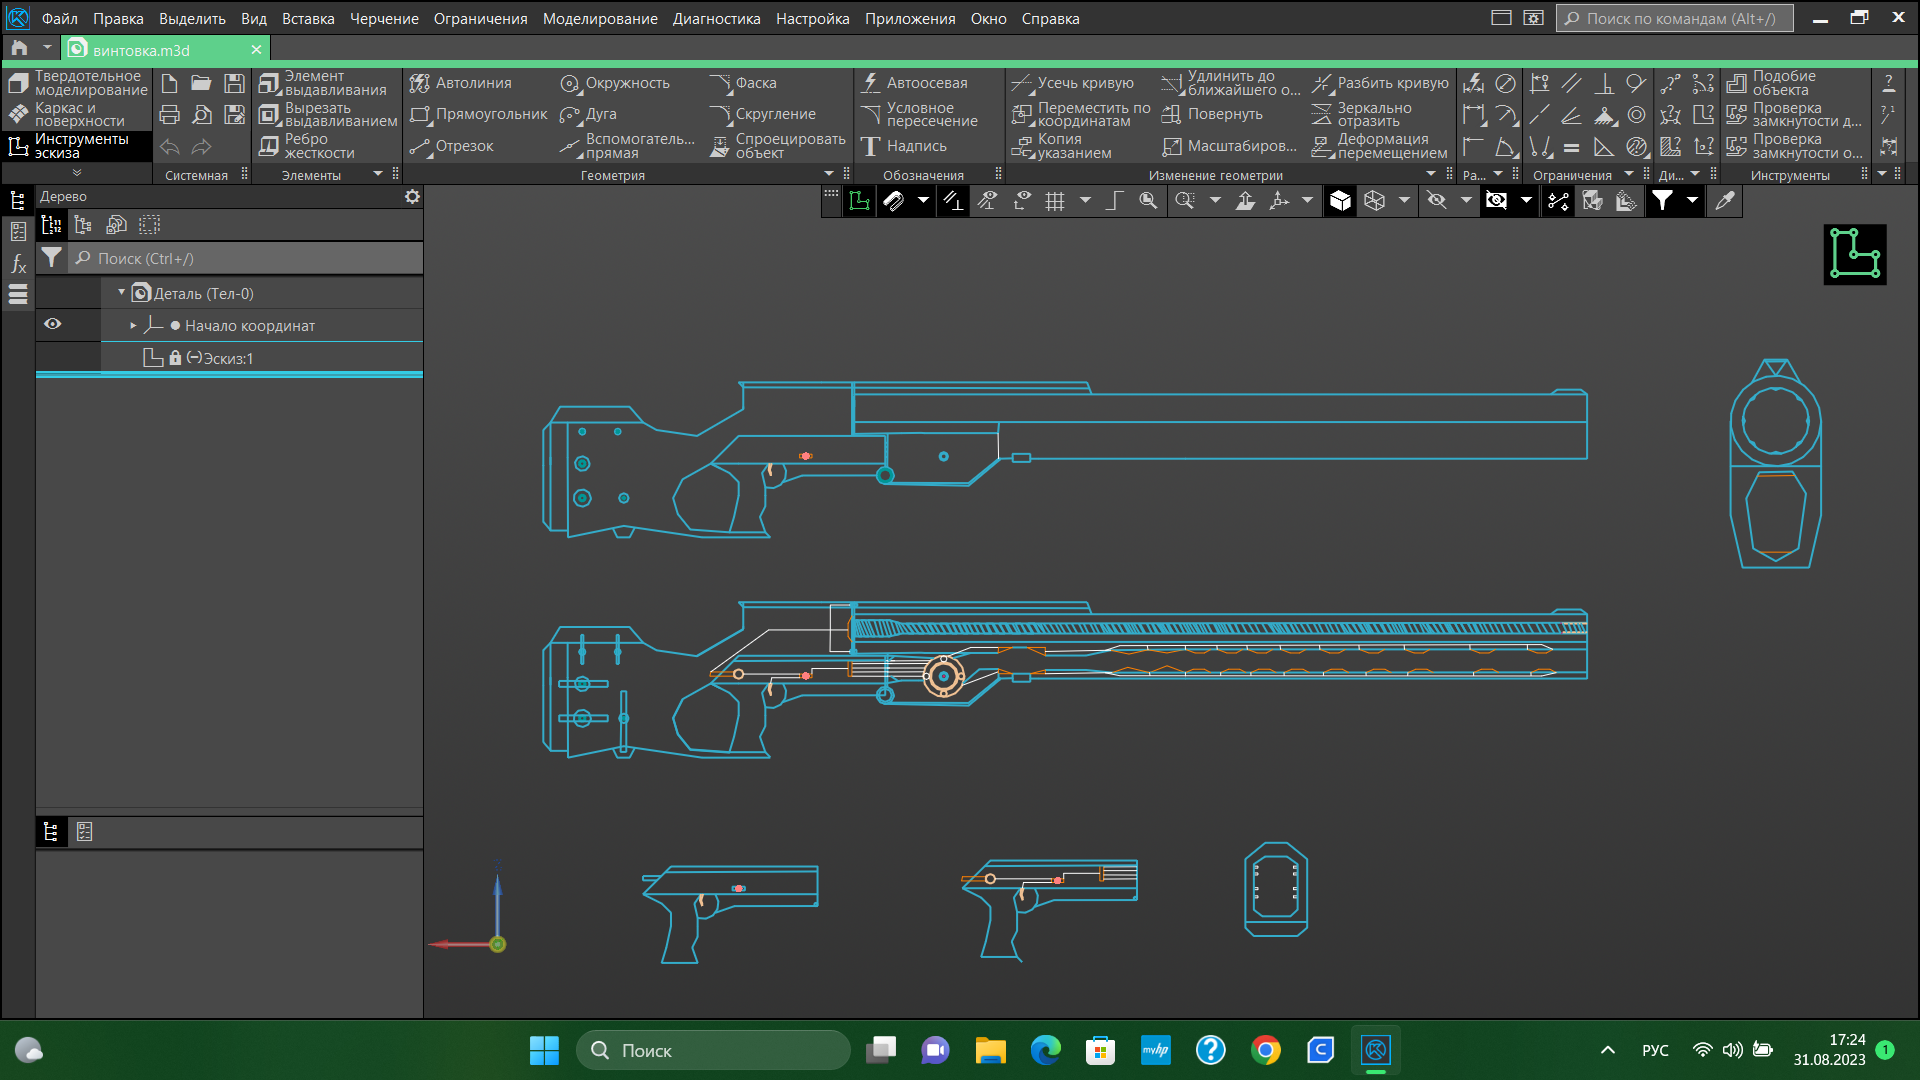 Файл Правка Выделить Вид Вставка Черчение Ограничения Моделирование Диагностика Настройка Приложения Окно Справка
Поиск по командам (Alt+/)
винтовка.m3d
Твердотельное моделирование
Каркас и поверхности
Инструменты эскиза
Системная
Элемент выдавливания
Вырезать выдавливанием
Ребро жесткости
Элементы
Автолиния
Прямоугольник
Отрезок
Окружность
Дуга
Вспомогатель... прямая
Фаска
Скругление
Спроецировать объект
Геометрия
Автоосевая
Условное пересечение
Надпись
Обозначения
Усечь кривую
Переместить по координатам
Копия указанием
Удлинить до ближайшего о...
Повернуть
Масштабиров...
Разбить кривую
Зеркально отразить
Деформация перемещением
Изменение геометрии
Ра...
Ограничения
Ди...
Подобие объекта
Проверка замкнутости д...
Проверка замкнутости о...
Инструменты
Дерево
Поиск (Ctrl+/)
Деталь (Тел-0)
Начало координат
(−)Эскиз:1
Поиск
myhp
РУС
17:24
31.08.2023
1